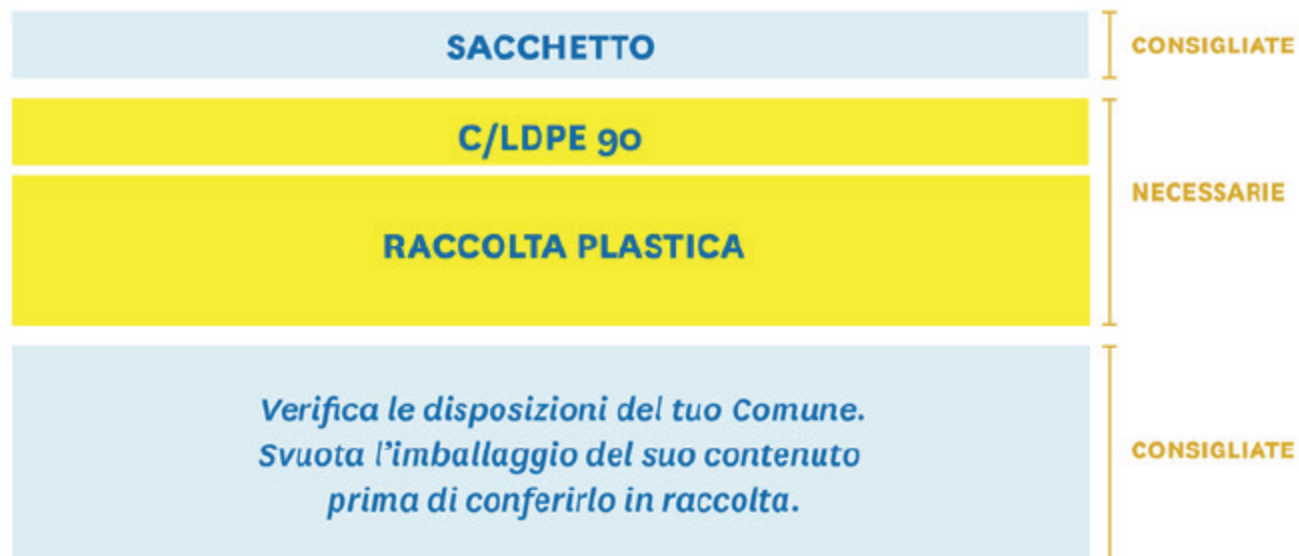 SACCHETTO
CONSIGLIATE
C/LDPE 90
NECESSARIE
RACCOLTA PLASTICA
Verifica le disposizioni del tuo Comune.
Svuota l’imballaggio del suo contenuto
prima di conferirlo in raccolta.
CONSIGLIATE